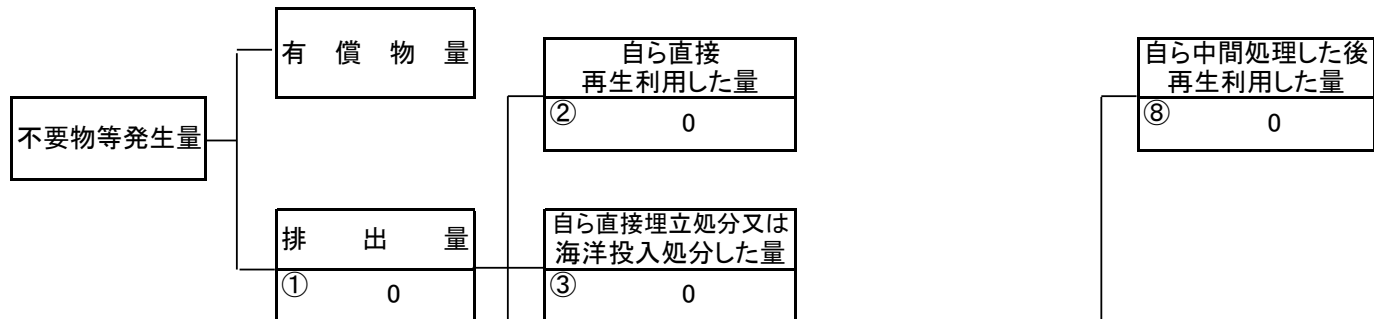 有償物量
不要物等発生量
排出量
① 0
自ら直接
再生利用した量
② 0
自ら直接埋立処分又は
海洋投入処分した量
③ 0
自ら中間処理した後
再生利用した量
⑧ 0